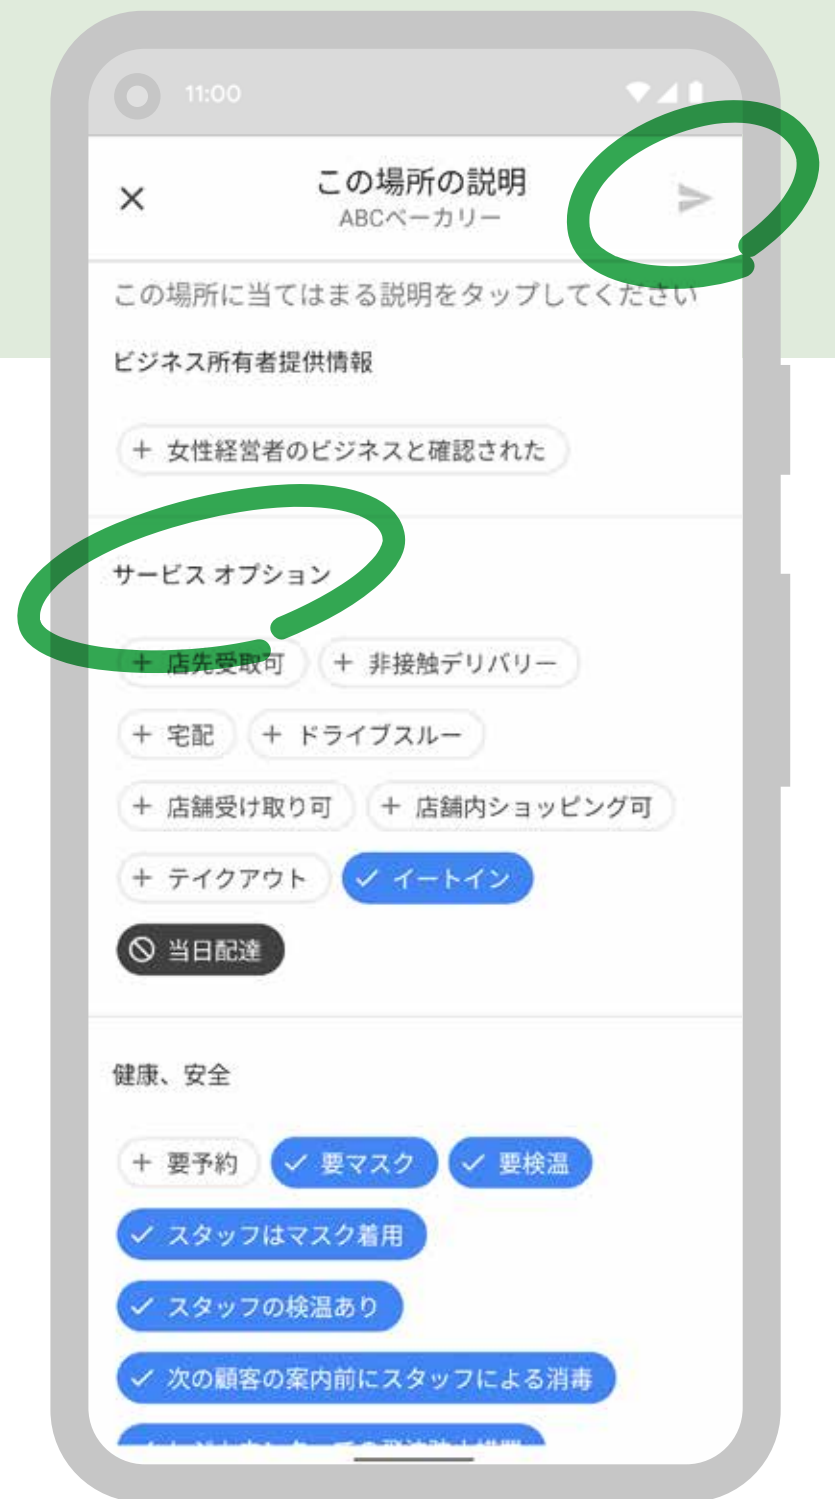 11:00
この場所の説明
ABCベーカリー
この場所に当てはまる説明をタップしてください
ビジネス所有者提供情報
+ 女性経営者のビジネスと確認された
サービス オプション
+ 店先受取可 + 非接触デリバリー
+ 宅配 + ドライブスルー
+ 店舗受け取り可 + 店舗内ショッピング可
+ テイクアウト ✓ イートイン
当日配達
健康、安全
+ 要予約 ✓ 要マスク ✓ 要検温
✓ スタッフはマスク着用
✓ スタッフの検温あり
✓ 次の顧客の案内前にスタッフによる消毒